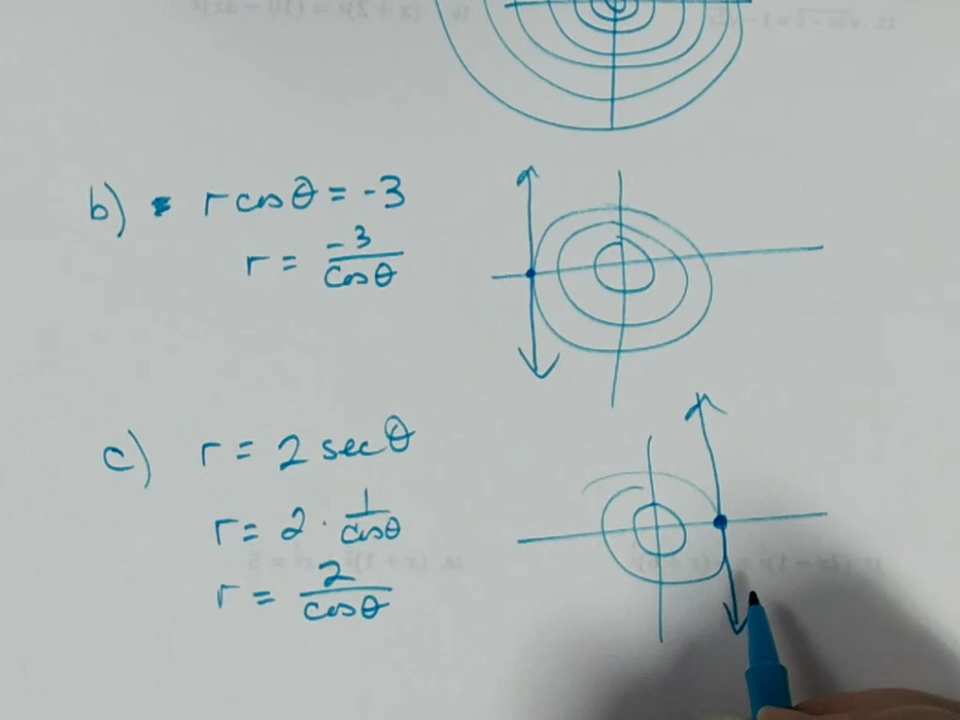 b) r cos θ = -3
r = -3/cos θ
c) r = 2 sec θ
r = 2 · 1/cos θ
r = 2/cos θ